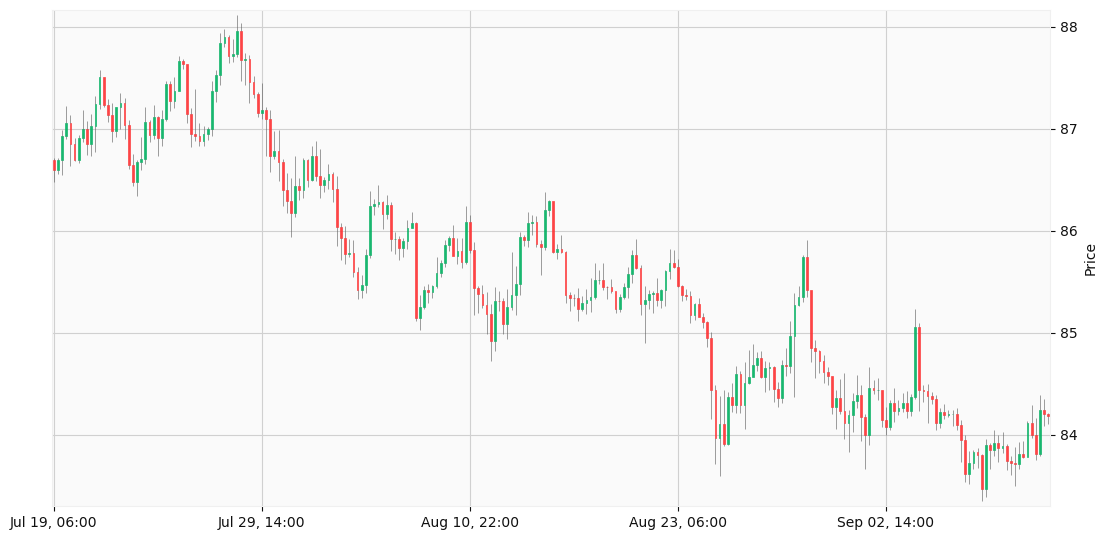 88
87
86
85
84
Price
Jul 19, 06:00
Jul 29, 14:00
Aug 10, 22:00
Aug 23, 06:00
Sep 02, 14:00